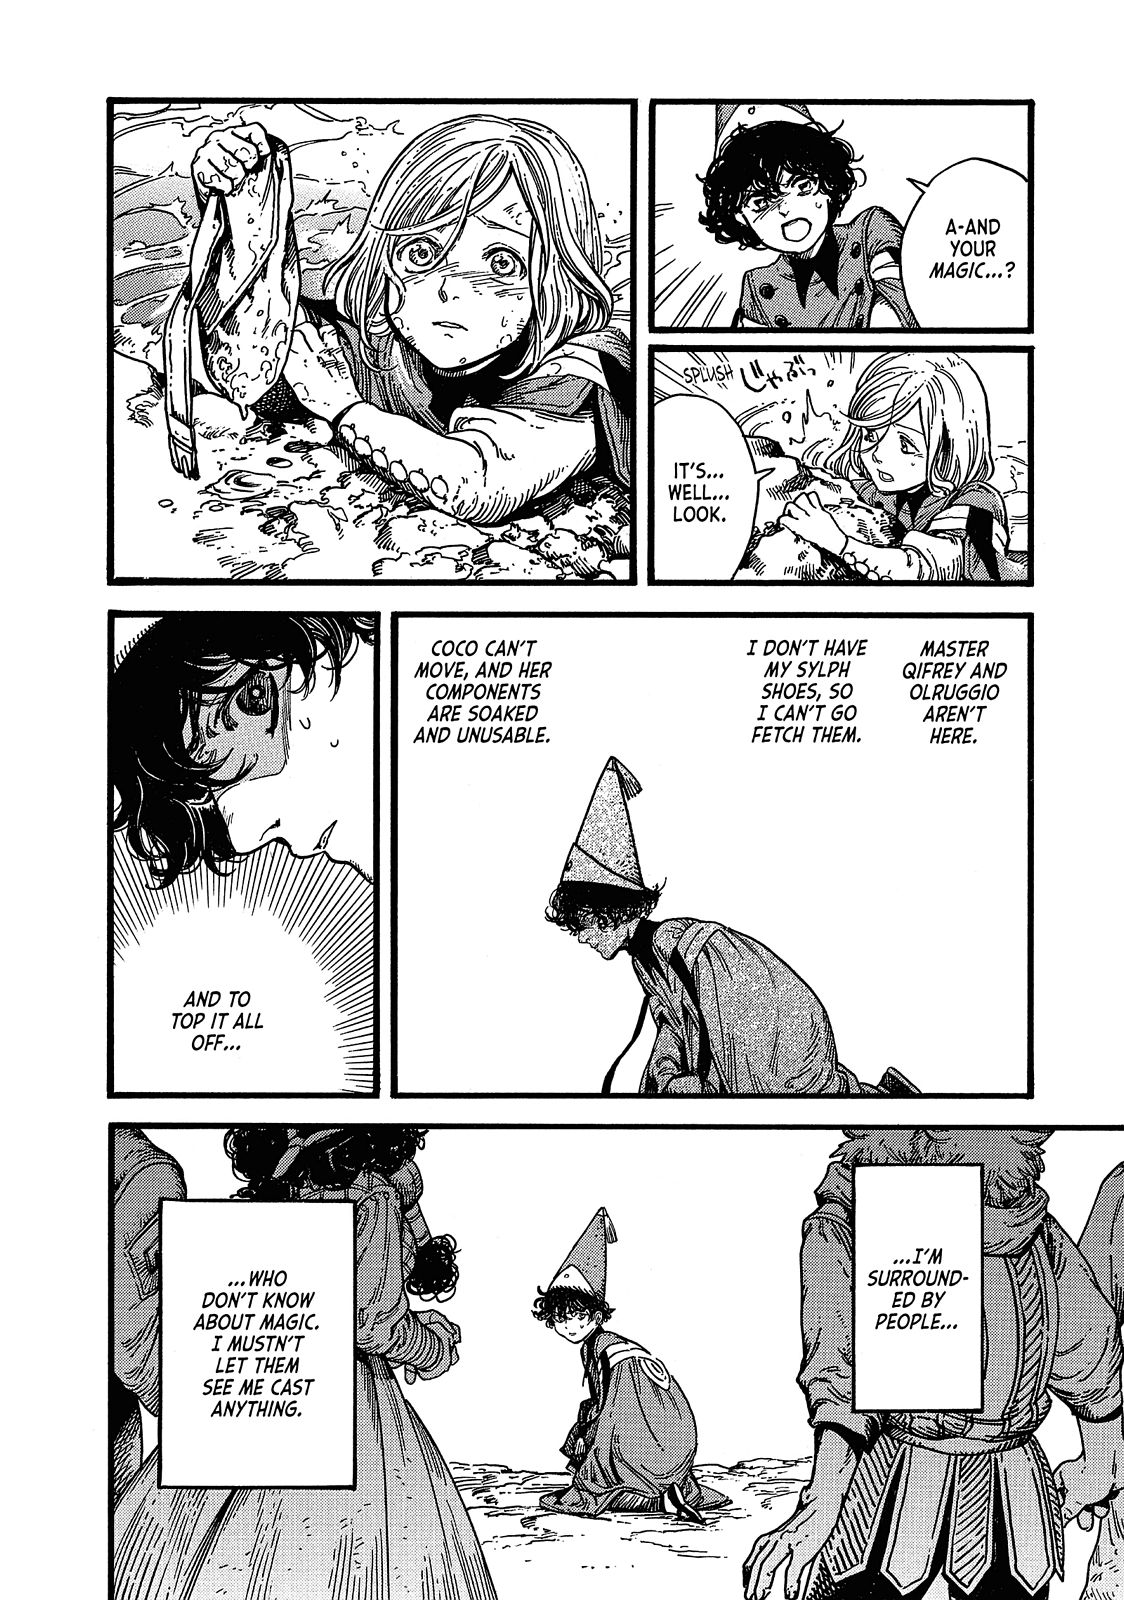 A-AND
YOUR
MAGIC...?
SPLUSH
じゃぶっ
IT'S...
WELL...
LOOK.
MASTER
QIFREY AND
OLRUGGIO
AREN'T
HERE.
I DON'T HAVE
MY SYLPH
SHOES, SO
I CAN'T GO
FETCH THEM.
COCO CAN'T
MOVE, AND HER
COMPONENTS
ARE SOAKED
AND UNUSABLE.
AND TO
TOP IT ALL
OFF...
...I'M
SURROUND-
ED BY
PEOPLE...
...WHO
DON'T KNOW
ABOUT MAGIC.
I MUSTN'T
LET THEM
SEE ME CAST
ANYTHING.